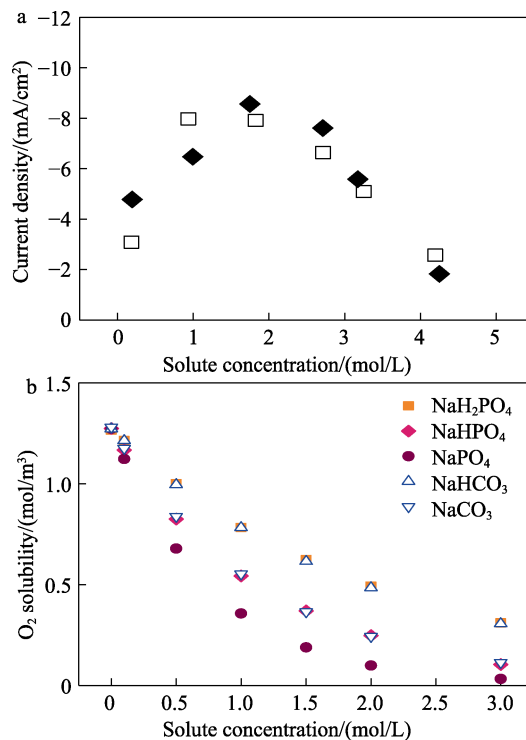 a
−12
−10
−8
−6
−4
−2
0
Current density/(mA/cm²)
0 1 2 3 4 5
Solute concentration/(mol/L)
b
1.5
1.0
0.5
0
O₂ solubility/(mol/m³)
NaH₂PO₄
NaHPO₄
NaPO₄
NaHCO₃
NaCO₃
0 0.5 1.0 1.5 2.0 2.5 3.0
Solute concentration/(mol/L)